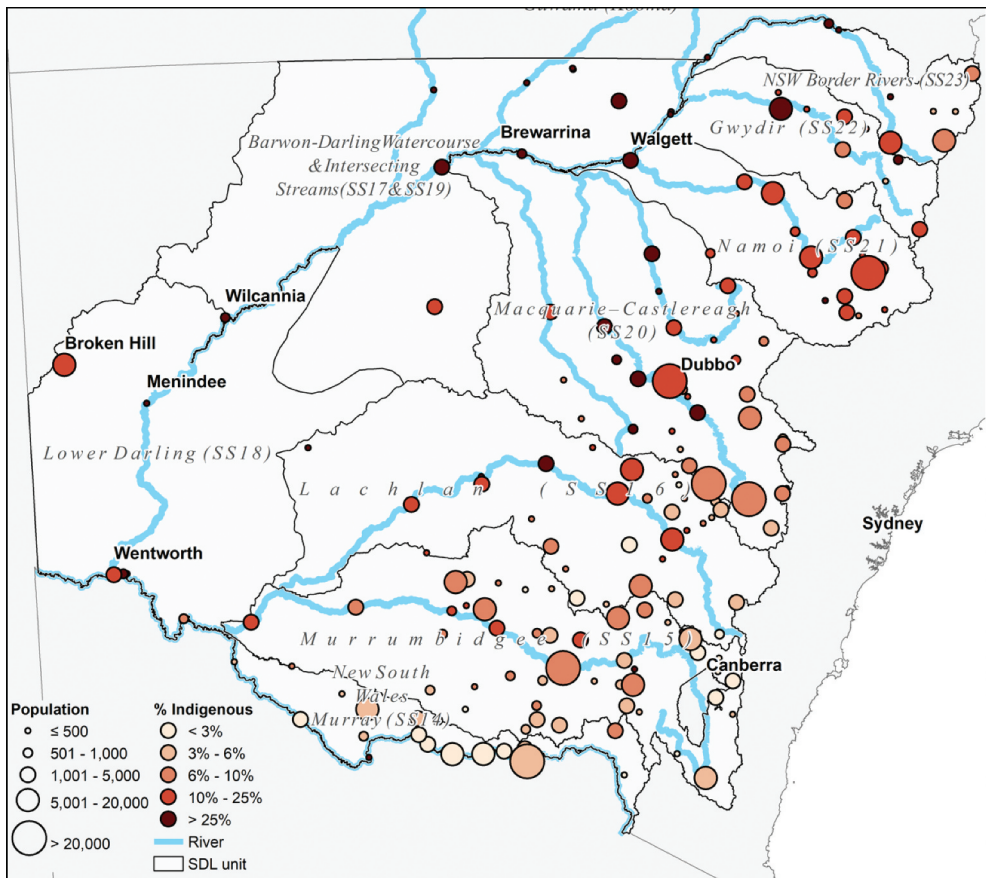 NSW Border Rivers (SS23)
Gwydir (SS22)
Brewarrina
Walgett
Barwon-Darling Watercourse
& Intersecting
Streams (SS17 & SS19)
Namoi (SS21)
Wilcannia
Macquarie–Castlereagh
(SS20)
Broken Hill
Dubbo
Menindee
Lower Darling (SS18)
Lachlan (SS16)
Sydney
Wentworth
Murrumbidgee (SS15)
Canberra
New South
Wales
Murray (SS14)
Population
≤ 500
501 - 1,000
1,001 - 5,000
5,001 - 20,000
> 20,000
% Indigenous
< 3%
3% - 6%
6% - 10%
10% - 25%
> 25%
River
SDL unit